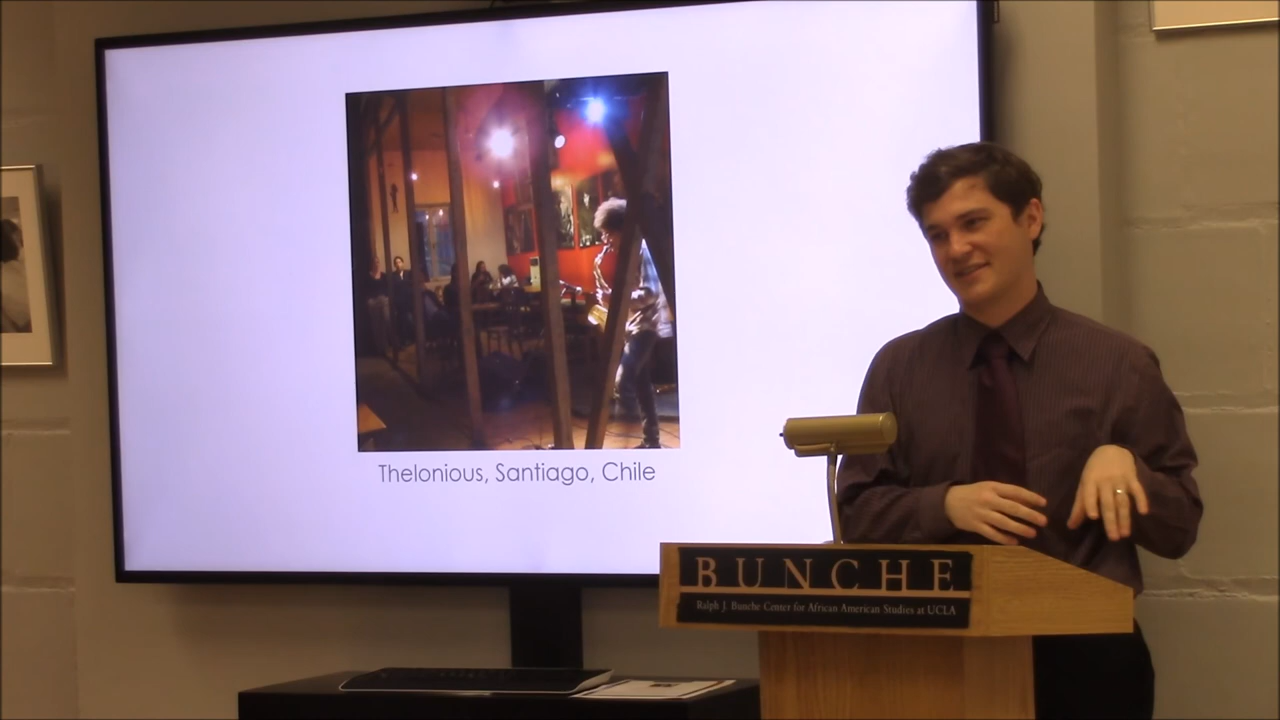 Thelonious, Santiago, Chile
BUNCHE
Ralph J. Bunche Center for African American Studies at UCLA